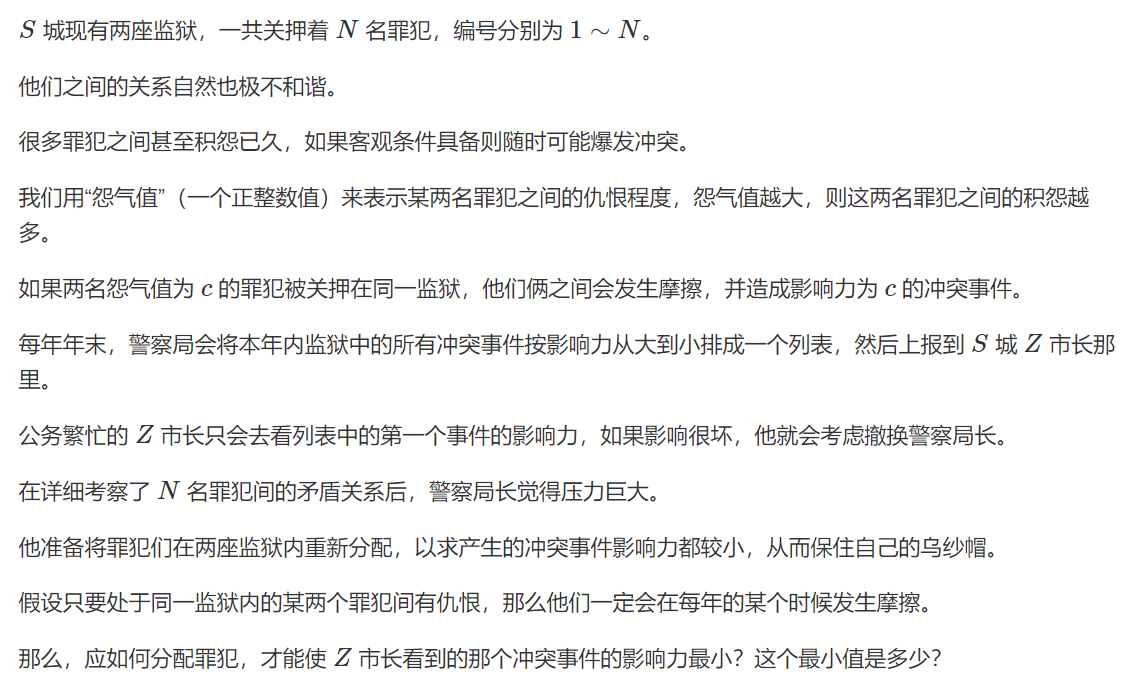 S 城现有两座监狱，一共关押着 N 名罪犯，编号分别为 1 ∼ N。
他们之间的关系自然也极不和谐。
很多罪犯之间甚至积怨已久，如果客观条件具备则随时可能爆发冲突。
我们用“怨气值”（一个正整数值）来表示某两名罪犯之间的仇恨程度，怨气值越大，则这两名罪犯之间的积怨越
多。
如果两名怨气值为 c 的罪犯被关押在同一监狱，他们俩之间会发生摩擦，并造成影响力为 c 的冲突事件。
每年年末，警察局会将本年内监狱中的所有冲突事件按影响力从大到小排成一个列表，然后上报到 S 城 Z 市长那
里。
公务繁忙的 Z 市长只会去看列表中的第一个事件的影响力，如果影响很坏，他就会考虑撤换警察局长。
在详细考察了 N 名罪犯间的矛盾关系后，警察局长觉得压力巨大。
他准备将罪犯们在两座监狱内重新分配，以求产生的冲突事件影响力都较小，从而保住自己的乌纱帽。
假设只要处于同一监狱内的某两个罪犯间有仇恨，那么他们一定会在每年的某个时候发生摩擦。
那么，应如何分配罪犯，才能使 Z 市长看到的那个冲突事件的影响力最小？这个最小值是多少？